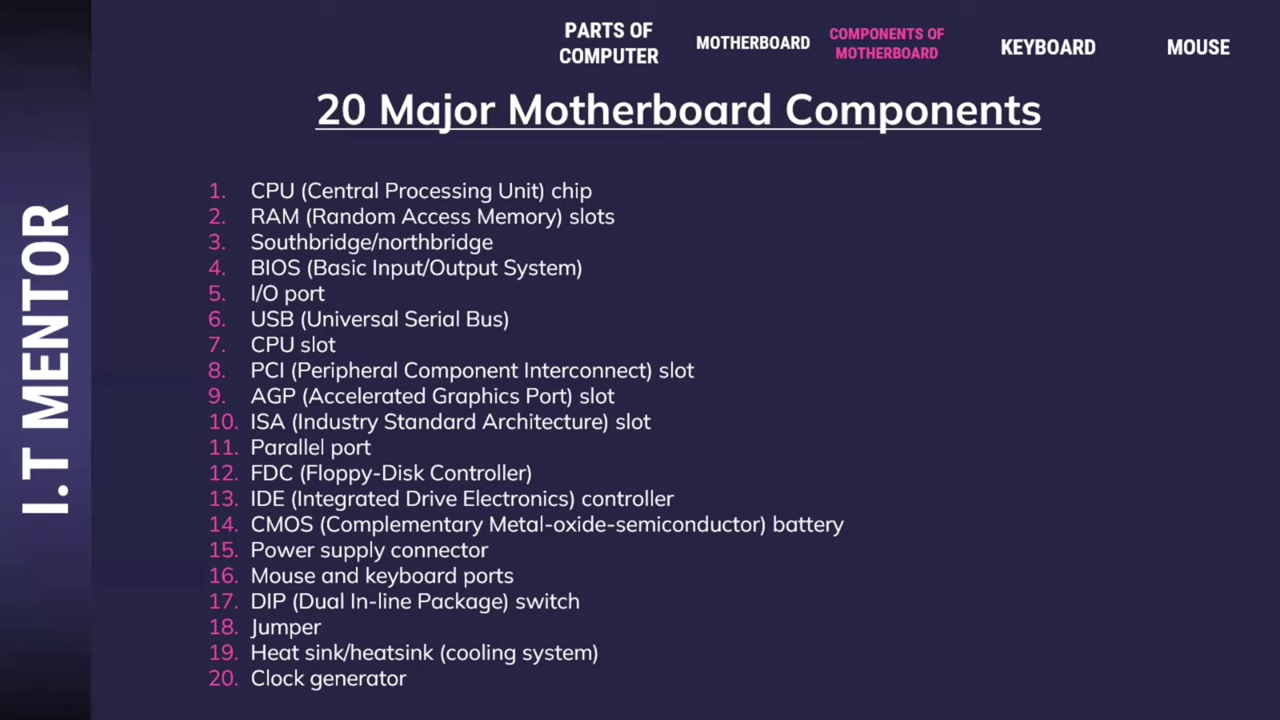 PARTS OF
COMPUTER
MOTHERBOARD
COMPONENTS OF
MOTHERBOARD
KEYBOARD
MOUSE
20 Major Motherboard Components
1. CPU (Central Processing Unit) chip
2. RAM (Random Access Memory) slots
3. Southbridge/northbridge
4. BIOS (Basic Input/Output System)
5. I/O port
6. USB (Universal Serial Bus)
7. CPU slot
8. PCI (Peripheral Component Interconnect) slot
9. AGP (Accelerated Graphics Port) slot
10. ISA (Industry Standard Architecture) slot
11. Parallel port
12. FDC (Floppy-Disk Controller)
13. IDE (Integrated Drive Electronics) controller
14. CMOS (Complementary Metal-oxide-semiconductor) battery
15. Power supply connector
16. Mouse and keyboard ports
17. DIP (Dual In-line Package) switch
18. Jumper
19. Heat sink/heatsink (cooling system)
20. Clock generator
I.T MENTOR